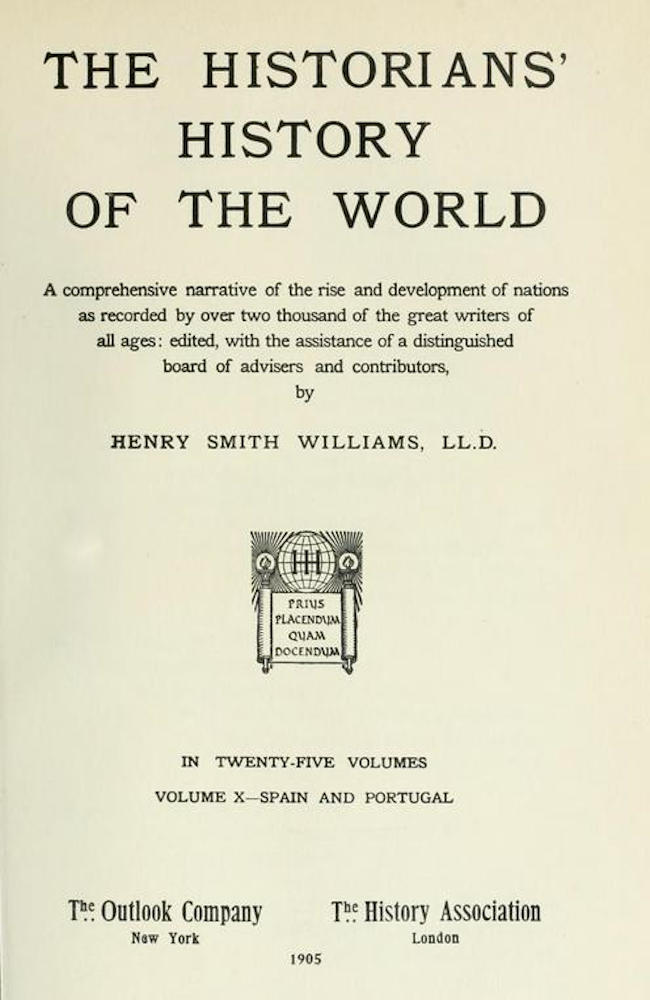 THE HISTORIANS'
HISTORY
OF THE WORLD
A comprehensive narrative of the rise and development of nations
as recorded by over two thousand of the great writers of
all ages: edited, with the assistance of a distinguished
board of advisers and contributors,
by
HENRY SMITH WILLIAMS, LL.D.
HH
PRIUS
PLACENDUM
QUAM
DOCENDUM
IN TWENTY-FIVE VOLUMES
VOLUME X—SPAIN AND PORTUGAL
The Outlook Company
New York
The History Association
London
1905